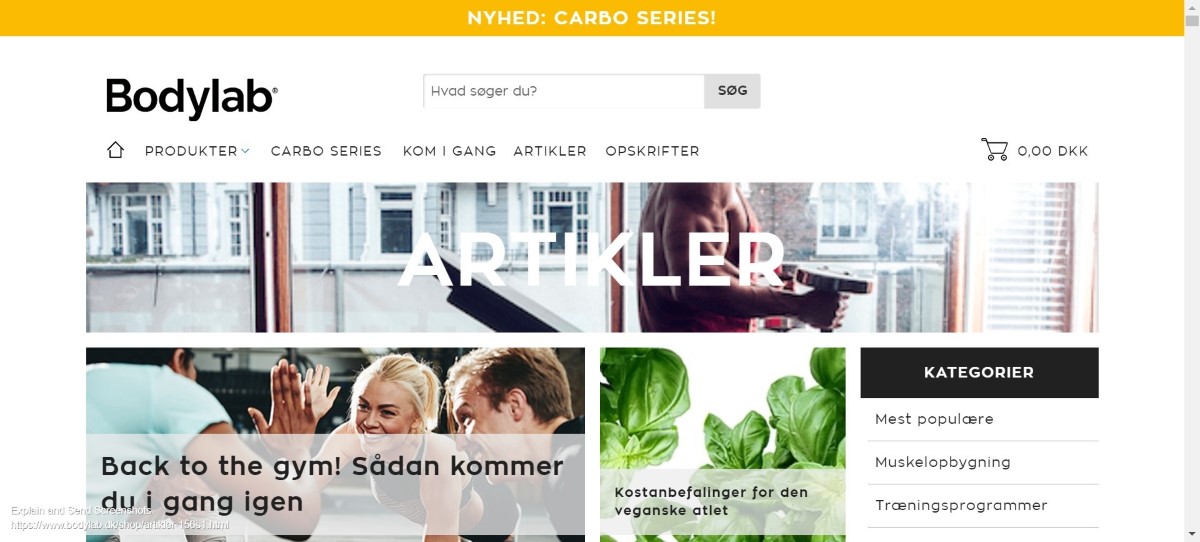 NYHED: CARBO SERIES!
Bodylab®
Hvad søger du?
SØG
PRODUKTER
CARBO SERIES
KOM I GANG
ARTIKLER
OPSKRIFTER
0,00 DKK
ARTIKLER
Back to the gym! Sådan kommer
du i gang igen
Kostanbefalinger for den
veganske atlet
KATEGORIER
Mest populære
Muskelopbygning
Træningsprogrammer
Explain and Send Screenshots
https://www.bodylab.dk/shop/artikler-156s1.html